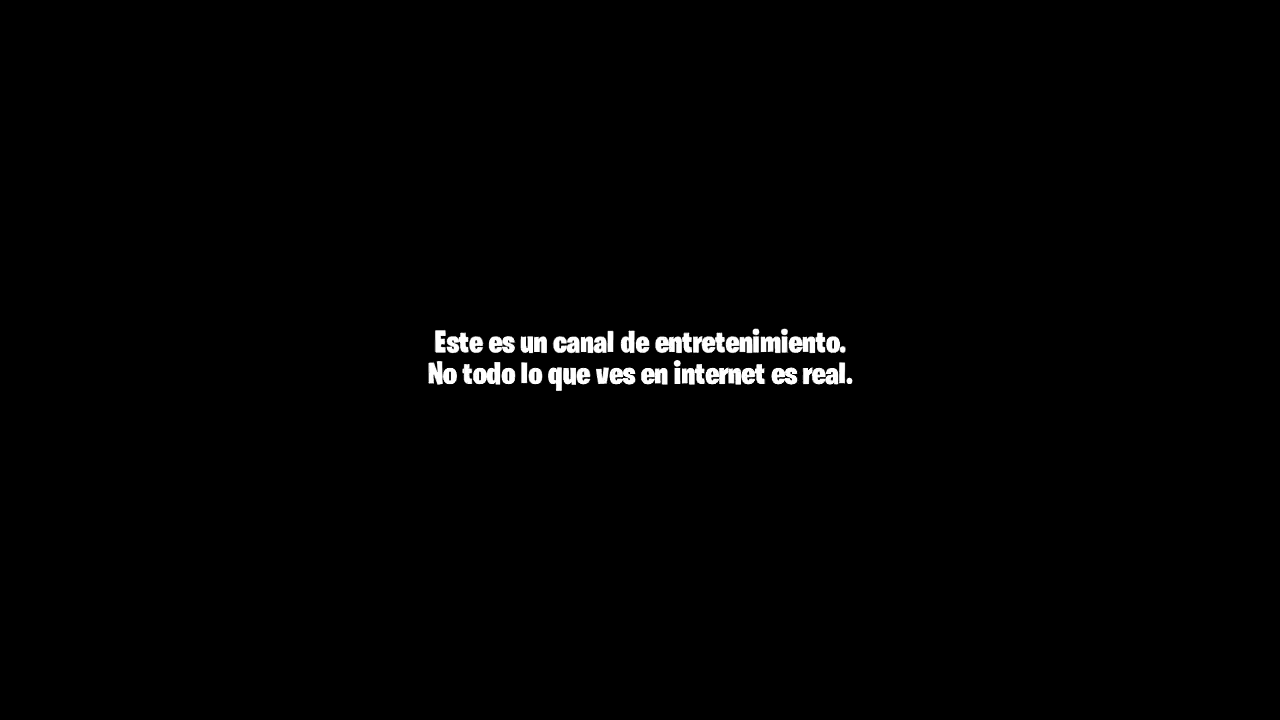 Este es un canal de entretenimiento.
No todo lo que ves en internet es real.